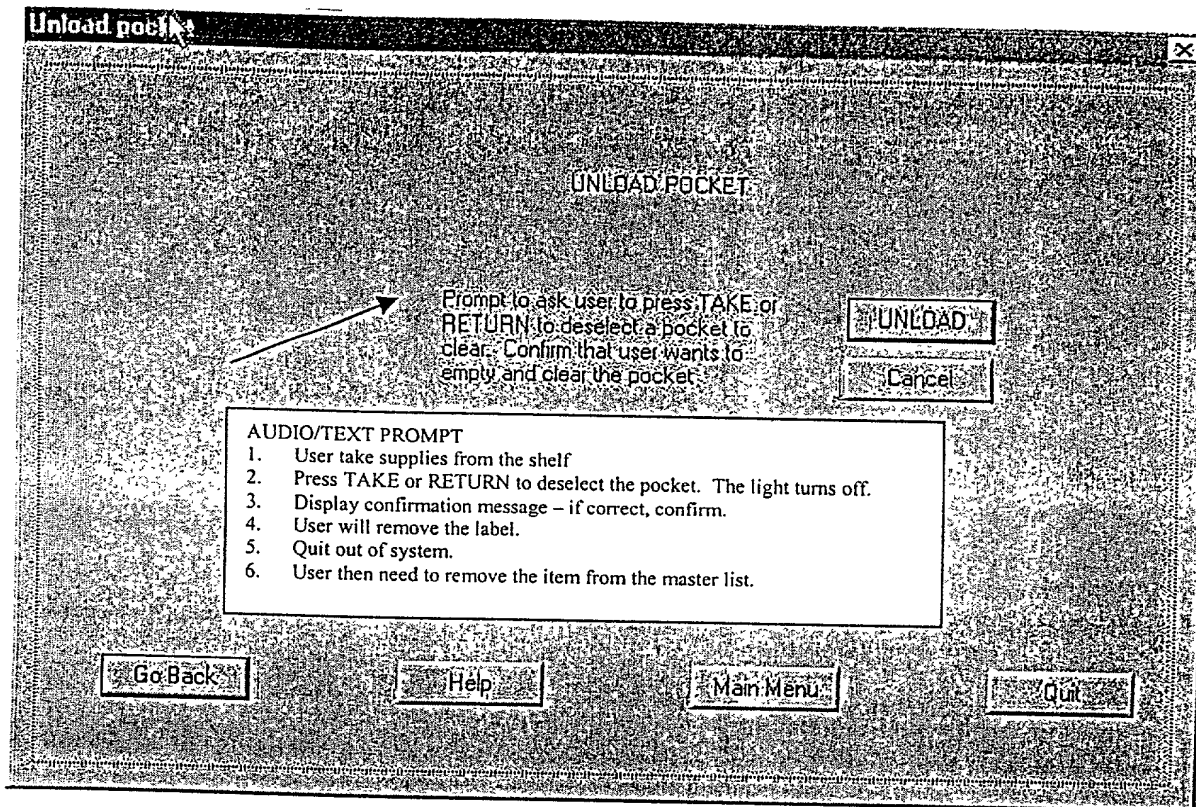 Unload pocket
UNLOAD POCKET
Prompt to ask user to press TAKE or
RETURN to deselect a pocket to
clear. Confirm that user wants to
empty and clear the pocket
UNLOAD
Cancel
AUDIO/TEXT PROMPT
1. User take supplies from the shelf
2. Press TAKE or RETURN to deselect the pocket. The light turns off.
3. Display confirmation message – if correct, confirm.
4. User will remove the label.
5. Quit out of system.
6. User then need to remove the item from the master list.
Go Back
Help
Main Menu
Quit